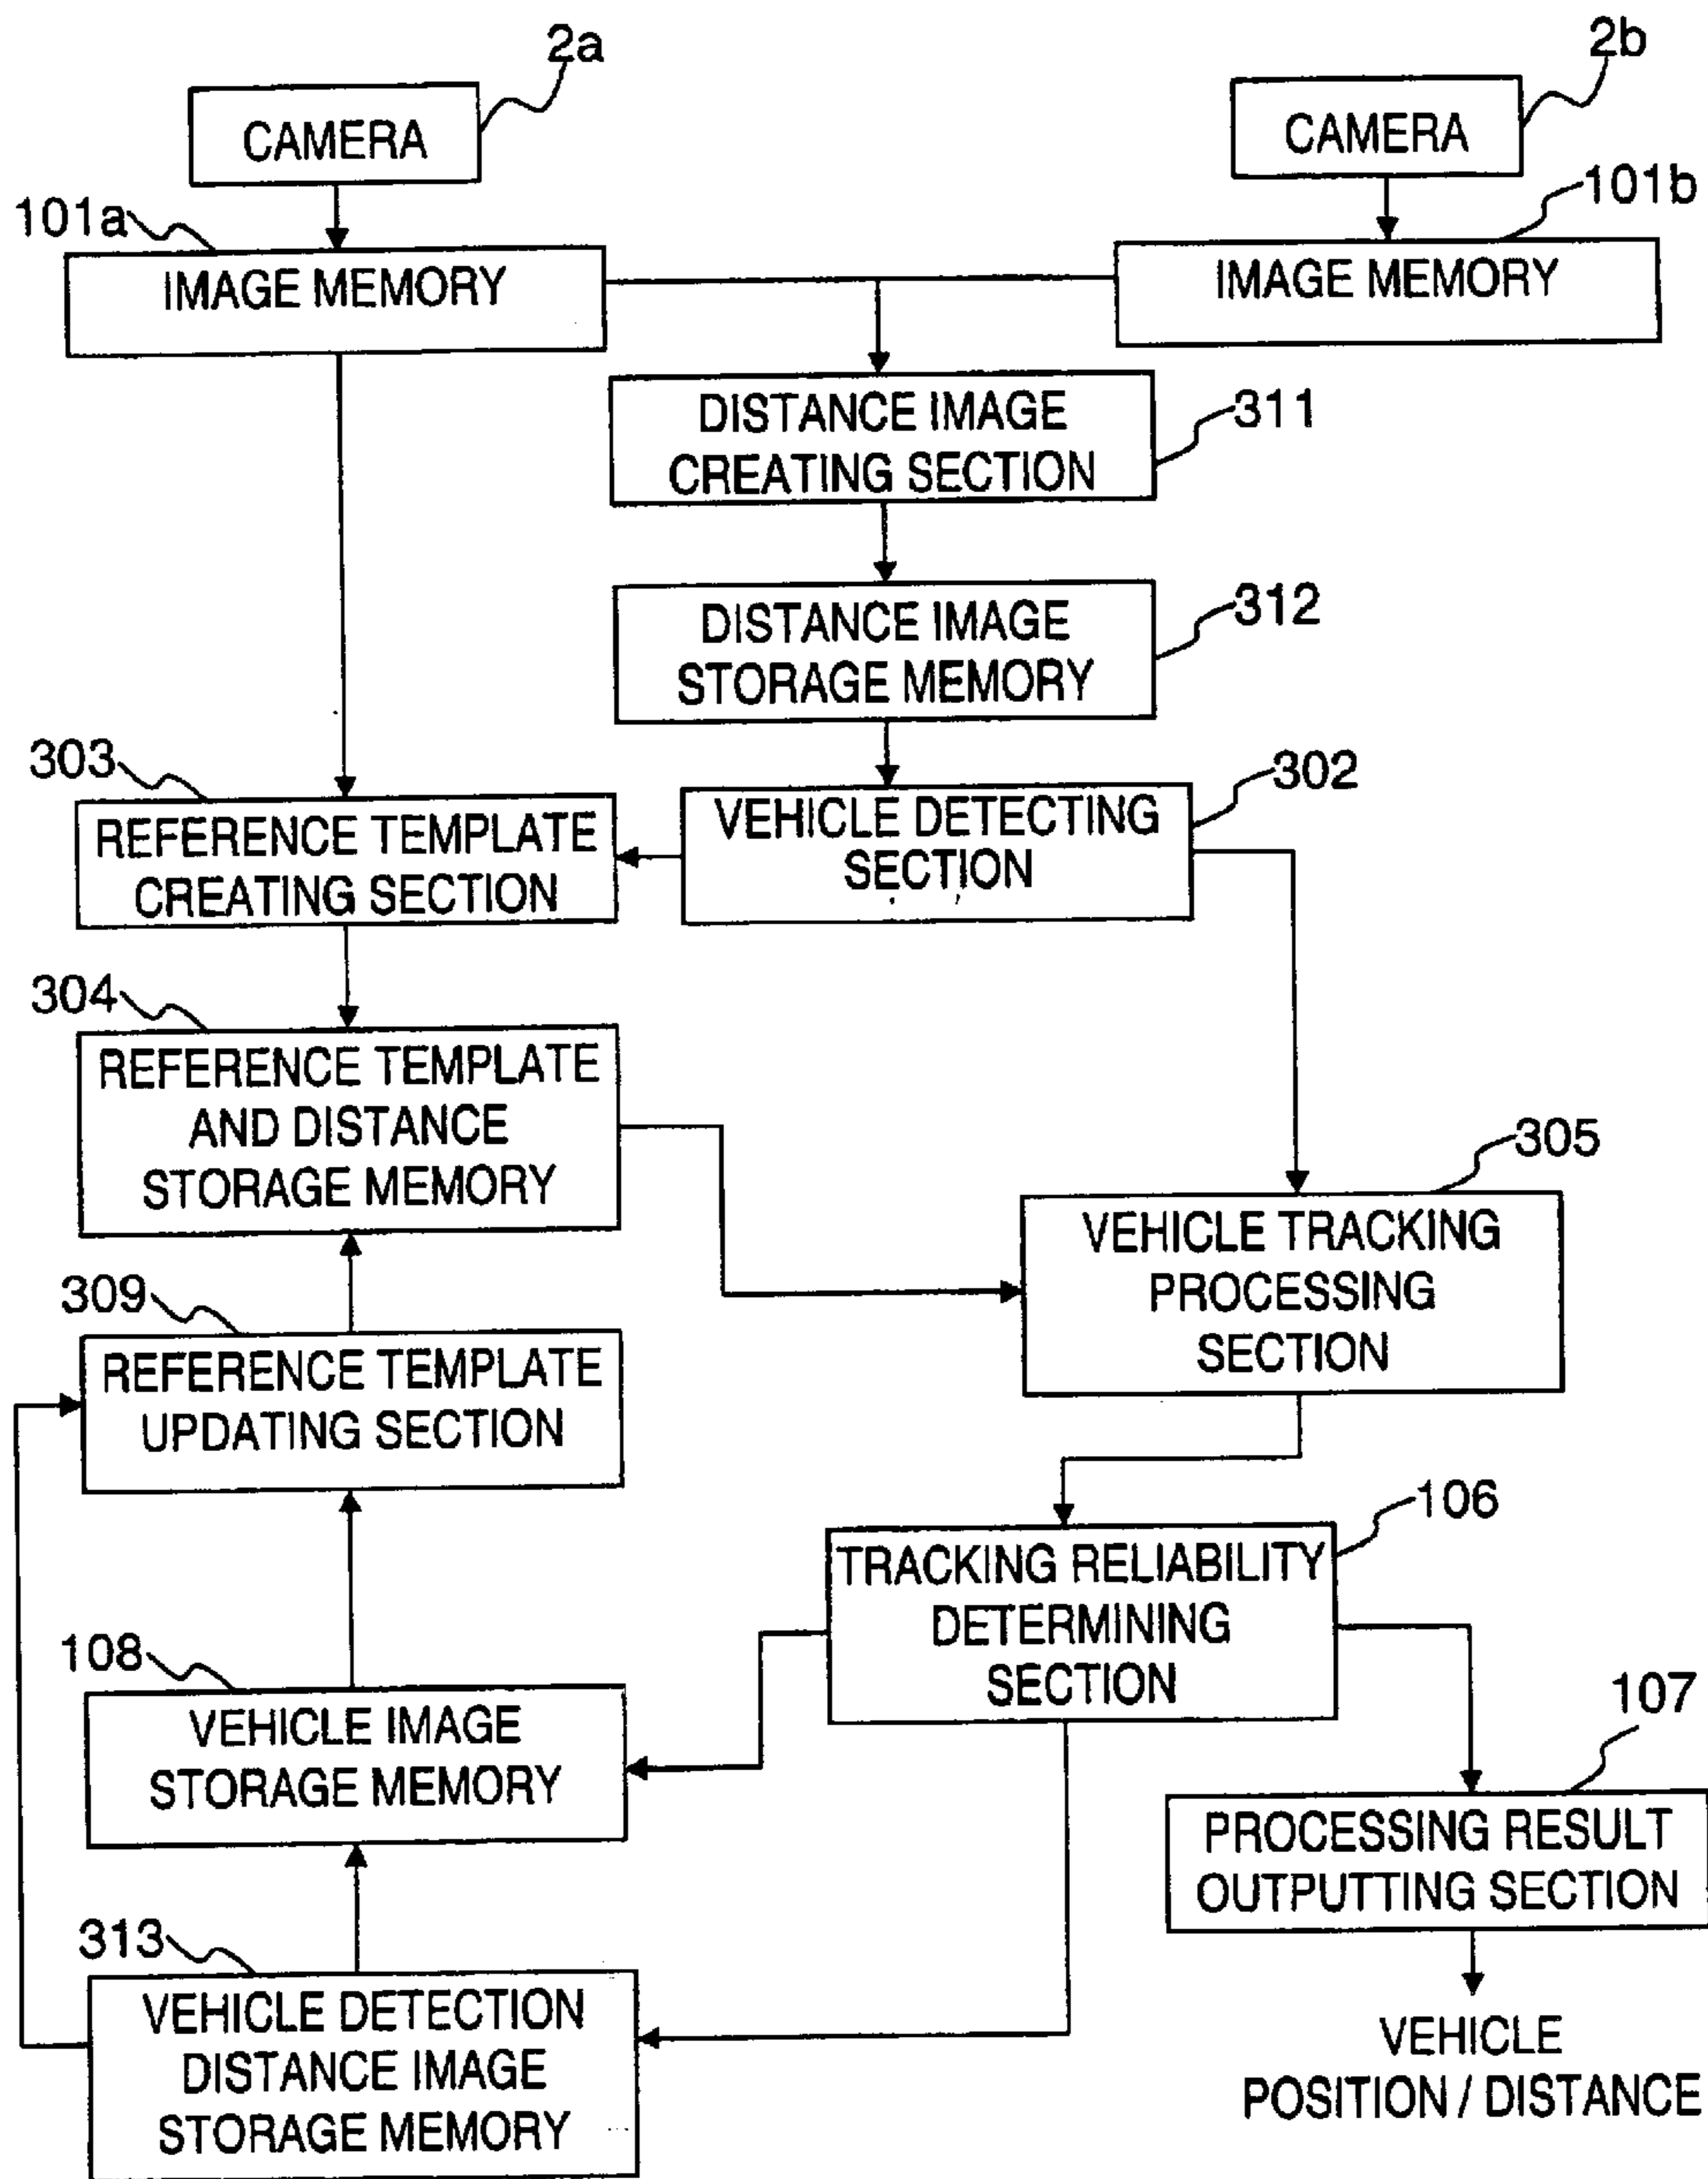 2a
2b
CAMERA
CAMERA
101a
101b
IMAGE MEMORY
IMAGE MEMORY
DISTANCE IMAGE
CREATING SECTION
311
DISTANCE IMAGE
STORAGE MEMORY
312
303
302
REFERENCE TEMPLATE
CREATING SECTION
VEHICLE DETECTING
SECTION
304
REFERENCE TEMPLATE
AND DISTANCE
STORAGE MEMORY
305
VEHICLE TRACKING
PROCESSING
SECTION
309
REFERENCE TEMPLATE
UPDATING SECTION
106
TRACKING RELIABILITY
DETERMINING
SECTION
108
VEHICLE IMAGE
STORAGE MEMORY
107
PROCESSING RESULT
OUTPUTTING SECTION
313
VEHICLE DETECTION
DISTANCE IMAGE
STORAGE MEMORY
VEHICLE
POSITION / DISTANCE